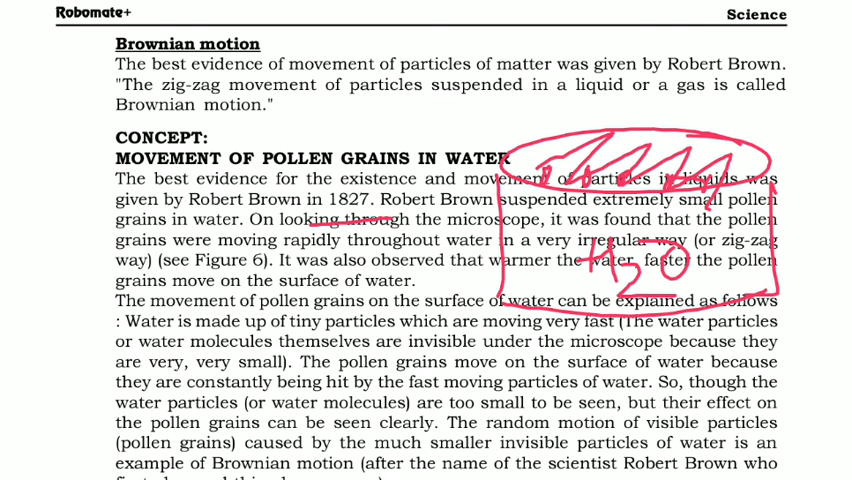 Robomate+
Science
Brownian motion
The best evidence of movement of particles of matter was given by Robert Brown.
"The zig-zag movement of particles suspended in a liquid or a gas is called
Brownian motion."
CONCEPT:
MOVEMENT OF POLLEN GRAINS IN WATER
The best evidence for the existence and movement of particles in liquids was
given by Robert Brown in 1827. Robert Brown suspended extremely small pollen
grains in water. On looking through the microscope, it was found that the pollen
grains were moving rapidly throughout water in a very irregular way (or zig-zag
way) (see Figure 6). It was also observed that warmer the water, faster the pollen
grains move on the surface of water.
H2O
The movement of pollen grains on the surface of water can be explained as follows
: Water is made up of tiny particles which are moving very fast (The water particles
or water molecules themselves are invisible under the microscope because they
are very, very small). The pollen grains move on the surface of water because
they are constantly being hit by the fast moving particles of water. So, though the
water particles (or water molecules) are too small to be seen, but their effect on
the pollen grains can be seen clearly. The random motion of visible particles
(pollen grains) caused by the much smaller invisible particles of water is an
example of Brownian motion (after the name of the scientist Robert Brown who